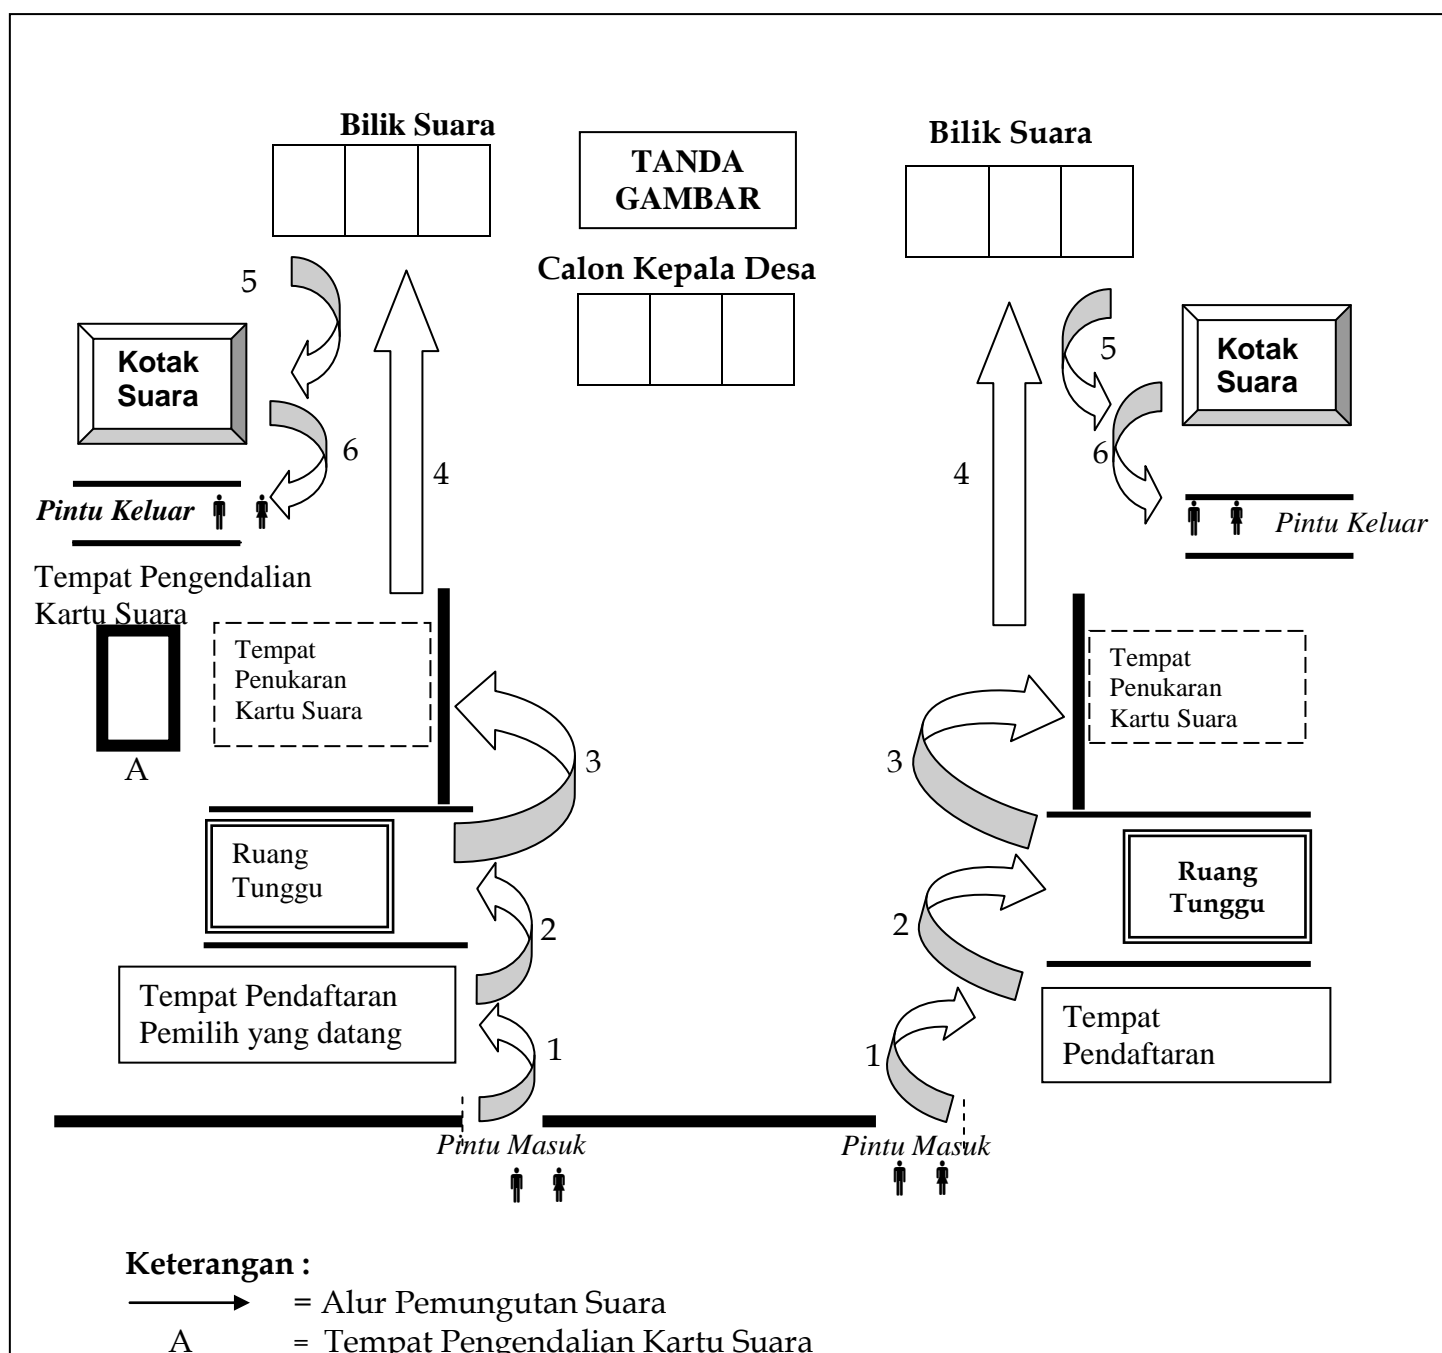 Bilik Suara
TANDA
GAMBAR
Bilik Suara
Calon Kepala Desa
5
5
Kotak
Suara
Kotak
Suara
6
4
4
6
Pintu Keluar
Pintu Keluar
Tempat Pengendalian
Kartu Suara
Tempat
Penukaran
Kartu Suara
Tempat
Penukaran
Kartu Suara
A
3
3
Ruang
Tunggu
Ruang
Tunggu
2
2
Tempat Pendaftaran
Pemilih yang datang
Tempat
Pendaftaran
1
1
Pintu Masuk
Pintu Masuk
Keterangan :
= Alur Pemungutan Suara
A = Tempat Pengendalian Kartu Suara